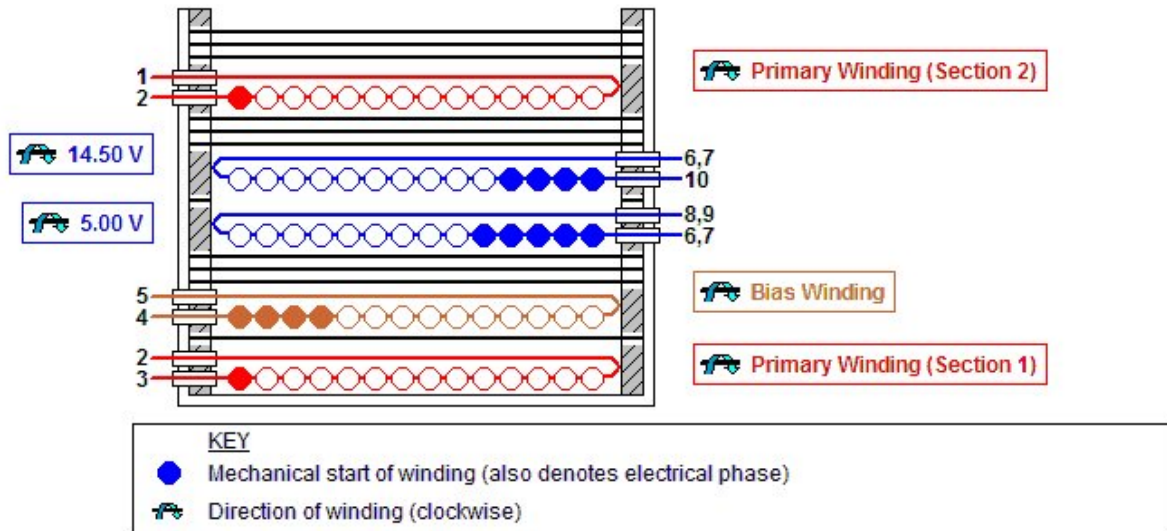 1
Primary Winding (Section 2)
2
14.50 V
6,7
10
5.00 V
8,9
6,7
5
Bias Winding
4
2
Primary Winding (Section 1)
3
KEY
Mechanical start of winding (also denotes electrical phase)
Direction of winding (clockwise)